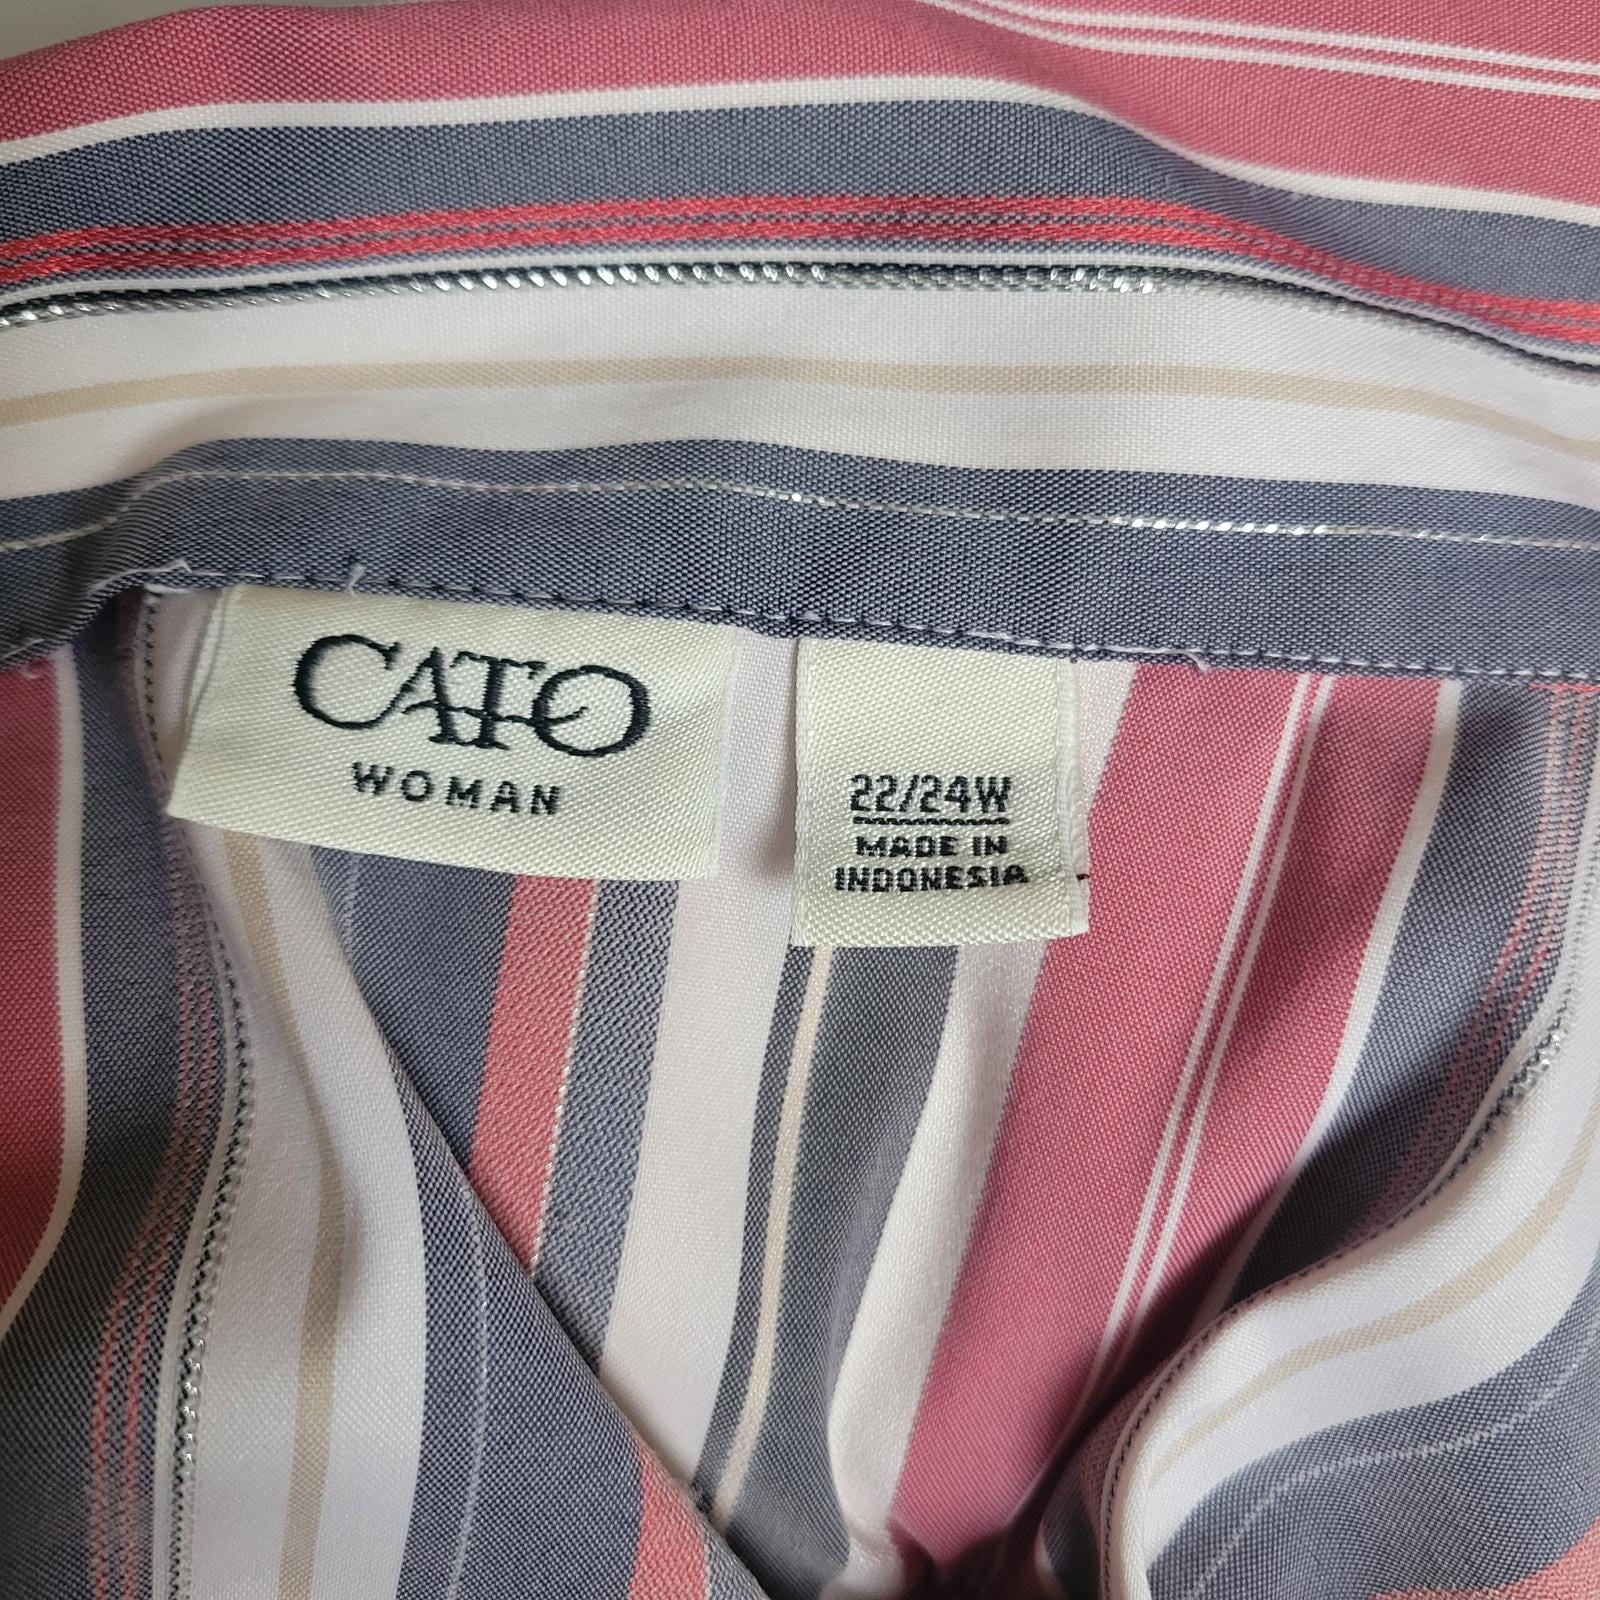 CATO
WOMAN
22/24W
MADE IN
INDONESIA